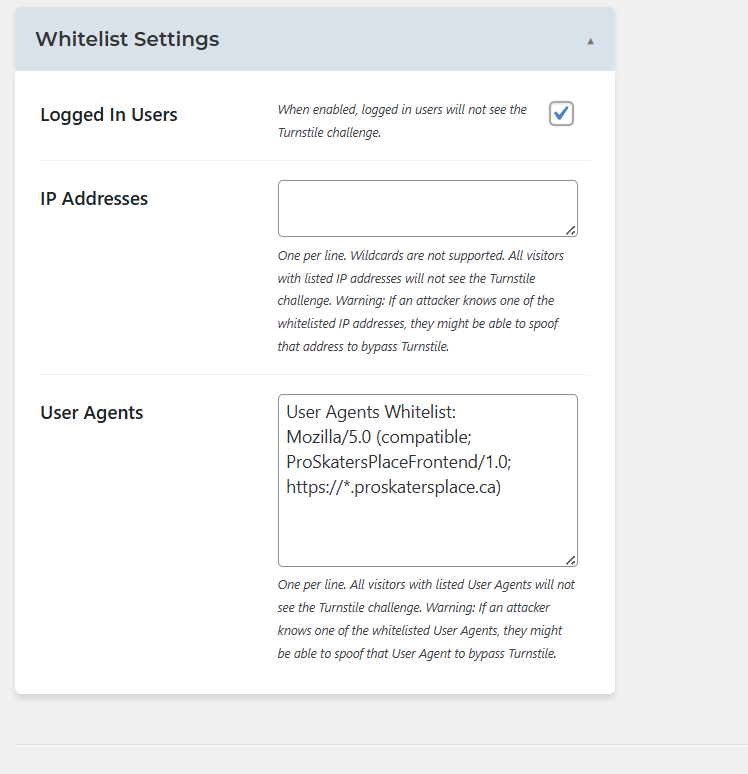 Whitelist Settings
Logged In Users
When enabled, logged in users will not see the
Turnstile challenge.
IP Addresses
One per line. Wildcards are not supported. All visitors
with listed IP addresses will not see the Turnstile
challenge. Warning: If an attacker knows one of the
whitelisted IP addresses, they might be able to spoof
that address to bypass Turnstile.
User Agents
User Agents Whitelist:
Mozilla/5.0 (compatible;
ProSkatersPlaceFrontend/1.0;
https://*.proskatersplace.ca)
One per line. All visitors with listed User Agents will not
see the Turnstile challenge. Warning: If an attacker
knows one of the whitelisted User Agents, they might
be able to spoof that User Agent to bypass Turnstile.